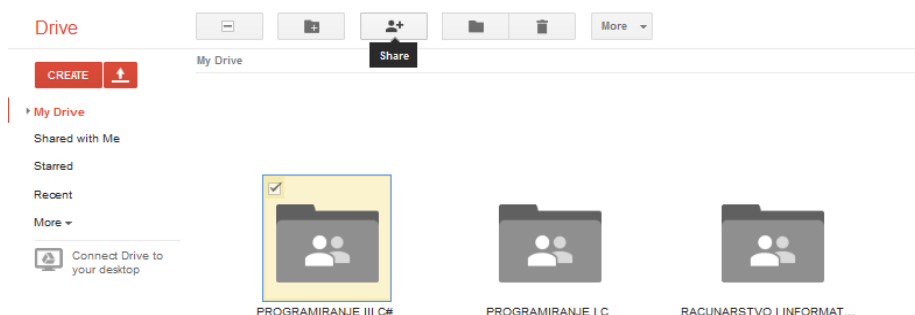 Drive
More
Share
My Drive
CREATE
My Drive
Shared with Me
Starred
Recent
More
Connect Drive to
your desktop
PROGRAMIRANJE III C#
PROGRAMIRANJE I C
RACUNARSTVO I INFORMAT...